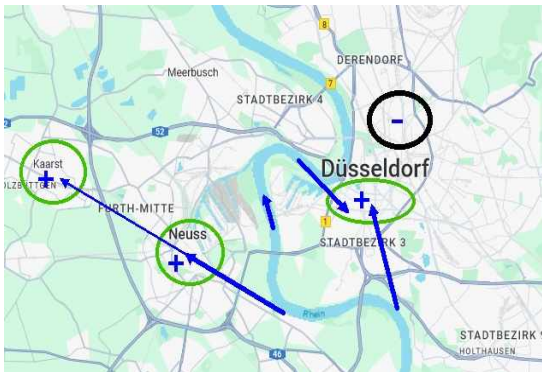 8
DERENDORF
7
Meerbusch
STADTBEZIRK 4
-
52
Kaarst
Düsseldorf
+
+
FURTH-MITTE
1
Neuss
STADTBEZIRK 3
+
Rhein
STADTBEZIRK
46
HOLTHAUSEN